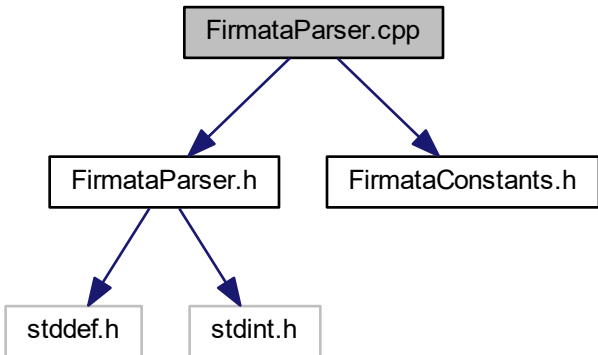 FirmataParser.cpp
FirmataParser.h
FirmataConstants.h
stddef.h
stdint.h